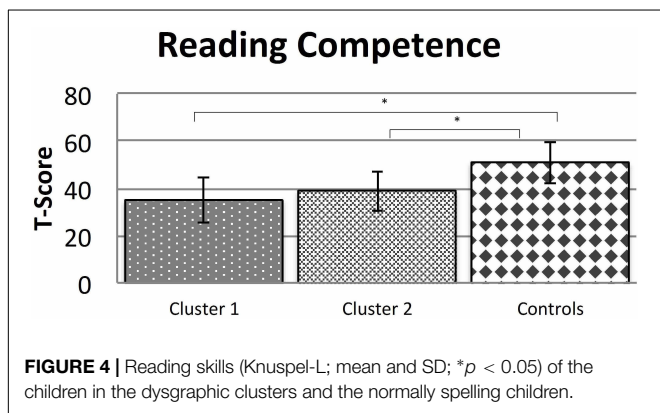 Reading Competence
80
*
60
*
40
20
0
T-Score
Cluster 1 Cluster 2 Controls
FIGURE 4 | Reading skills (Knuspel-L; mean and SD; *p < 0.05) of the
children in the dysgraphic clusters and the normally spelling children.